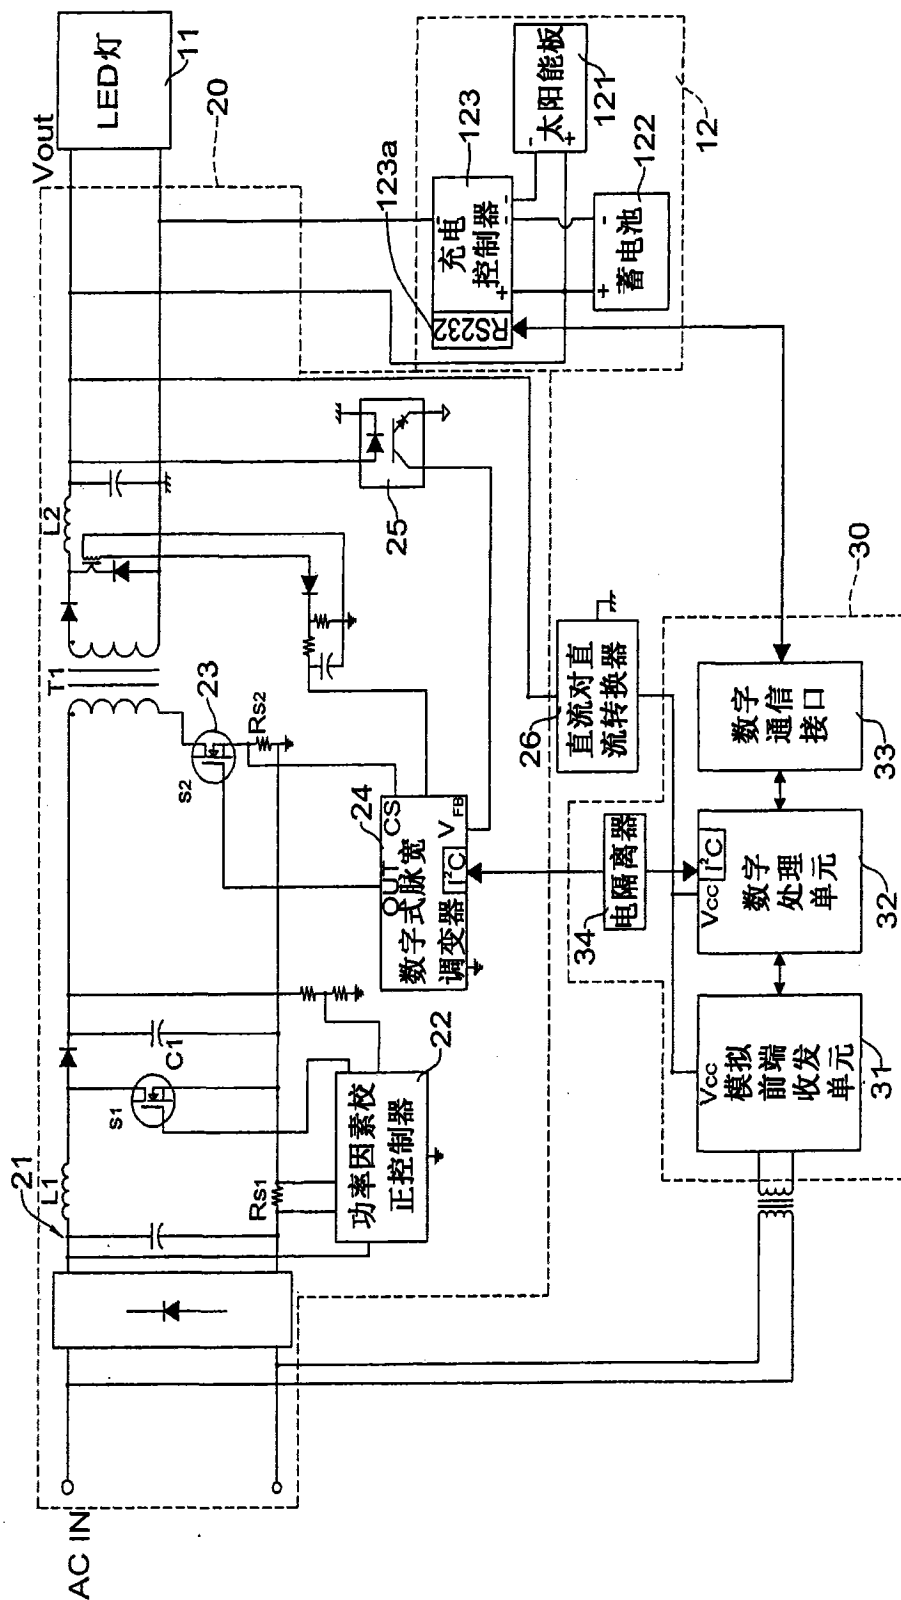 AC IN
21
L1
S1
C1
Rs1
功率因素校
正控制器
22
T1
S2
23
Rs2
24
OUT
CS
数字式脉宽
调变器
I²C
VFB
L2
25
Vout
LED灯
11
20
123a
123
RS232
充电
控制器
+
-
-
-
太阳能板
-
+
121
蓄电池
+
-
122
12
26
直流对直
流转换器
30
34
电隔离器
Vcc
模拟
前端
收发
单元
31
Vcc
I²C
数字
处理
单元
32
数字
通信
接口
33